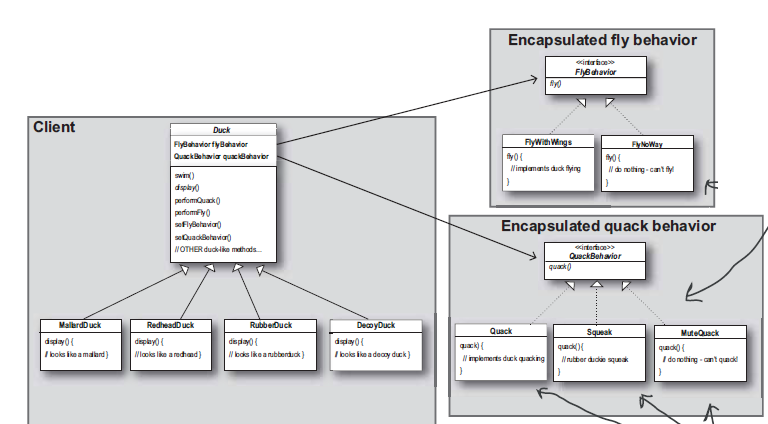 Encapsulated fly behavior
<<interface>>
FlyBehavior
fly()
FlyWithWings
fly() {
// implements duck flying
}
FlyNoWay
fly() {
// do nothing - can't fly!
}
Client
Duck
FlyBehavior flyBehavior
QuackBehavior quackBehavior
swim()
display()
performQuack()
performFly()
setFlyBehavior()
setQuackBehavior()
// OTHER duck-like methods...
MallardDuck
display() {
// looks like a mallard }
RedheadDuck
display() {
// looks like a redhead }
RubberDuck
display() {
// looks like a rubberduck }
DecoyDuck
display() {
// looks like a decoy duck }
Encapsulated quack behavior
<<interface>>
QuackBehavior
quack()
Quack
quack) {
// implements duck quacking
}
Squeak
quack() {
// rubber duckie squeak
}
MuteQuack
quack() {
// do nothing - can't quack!
}